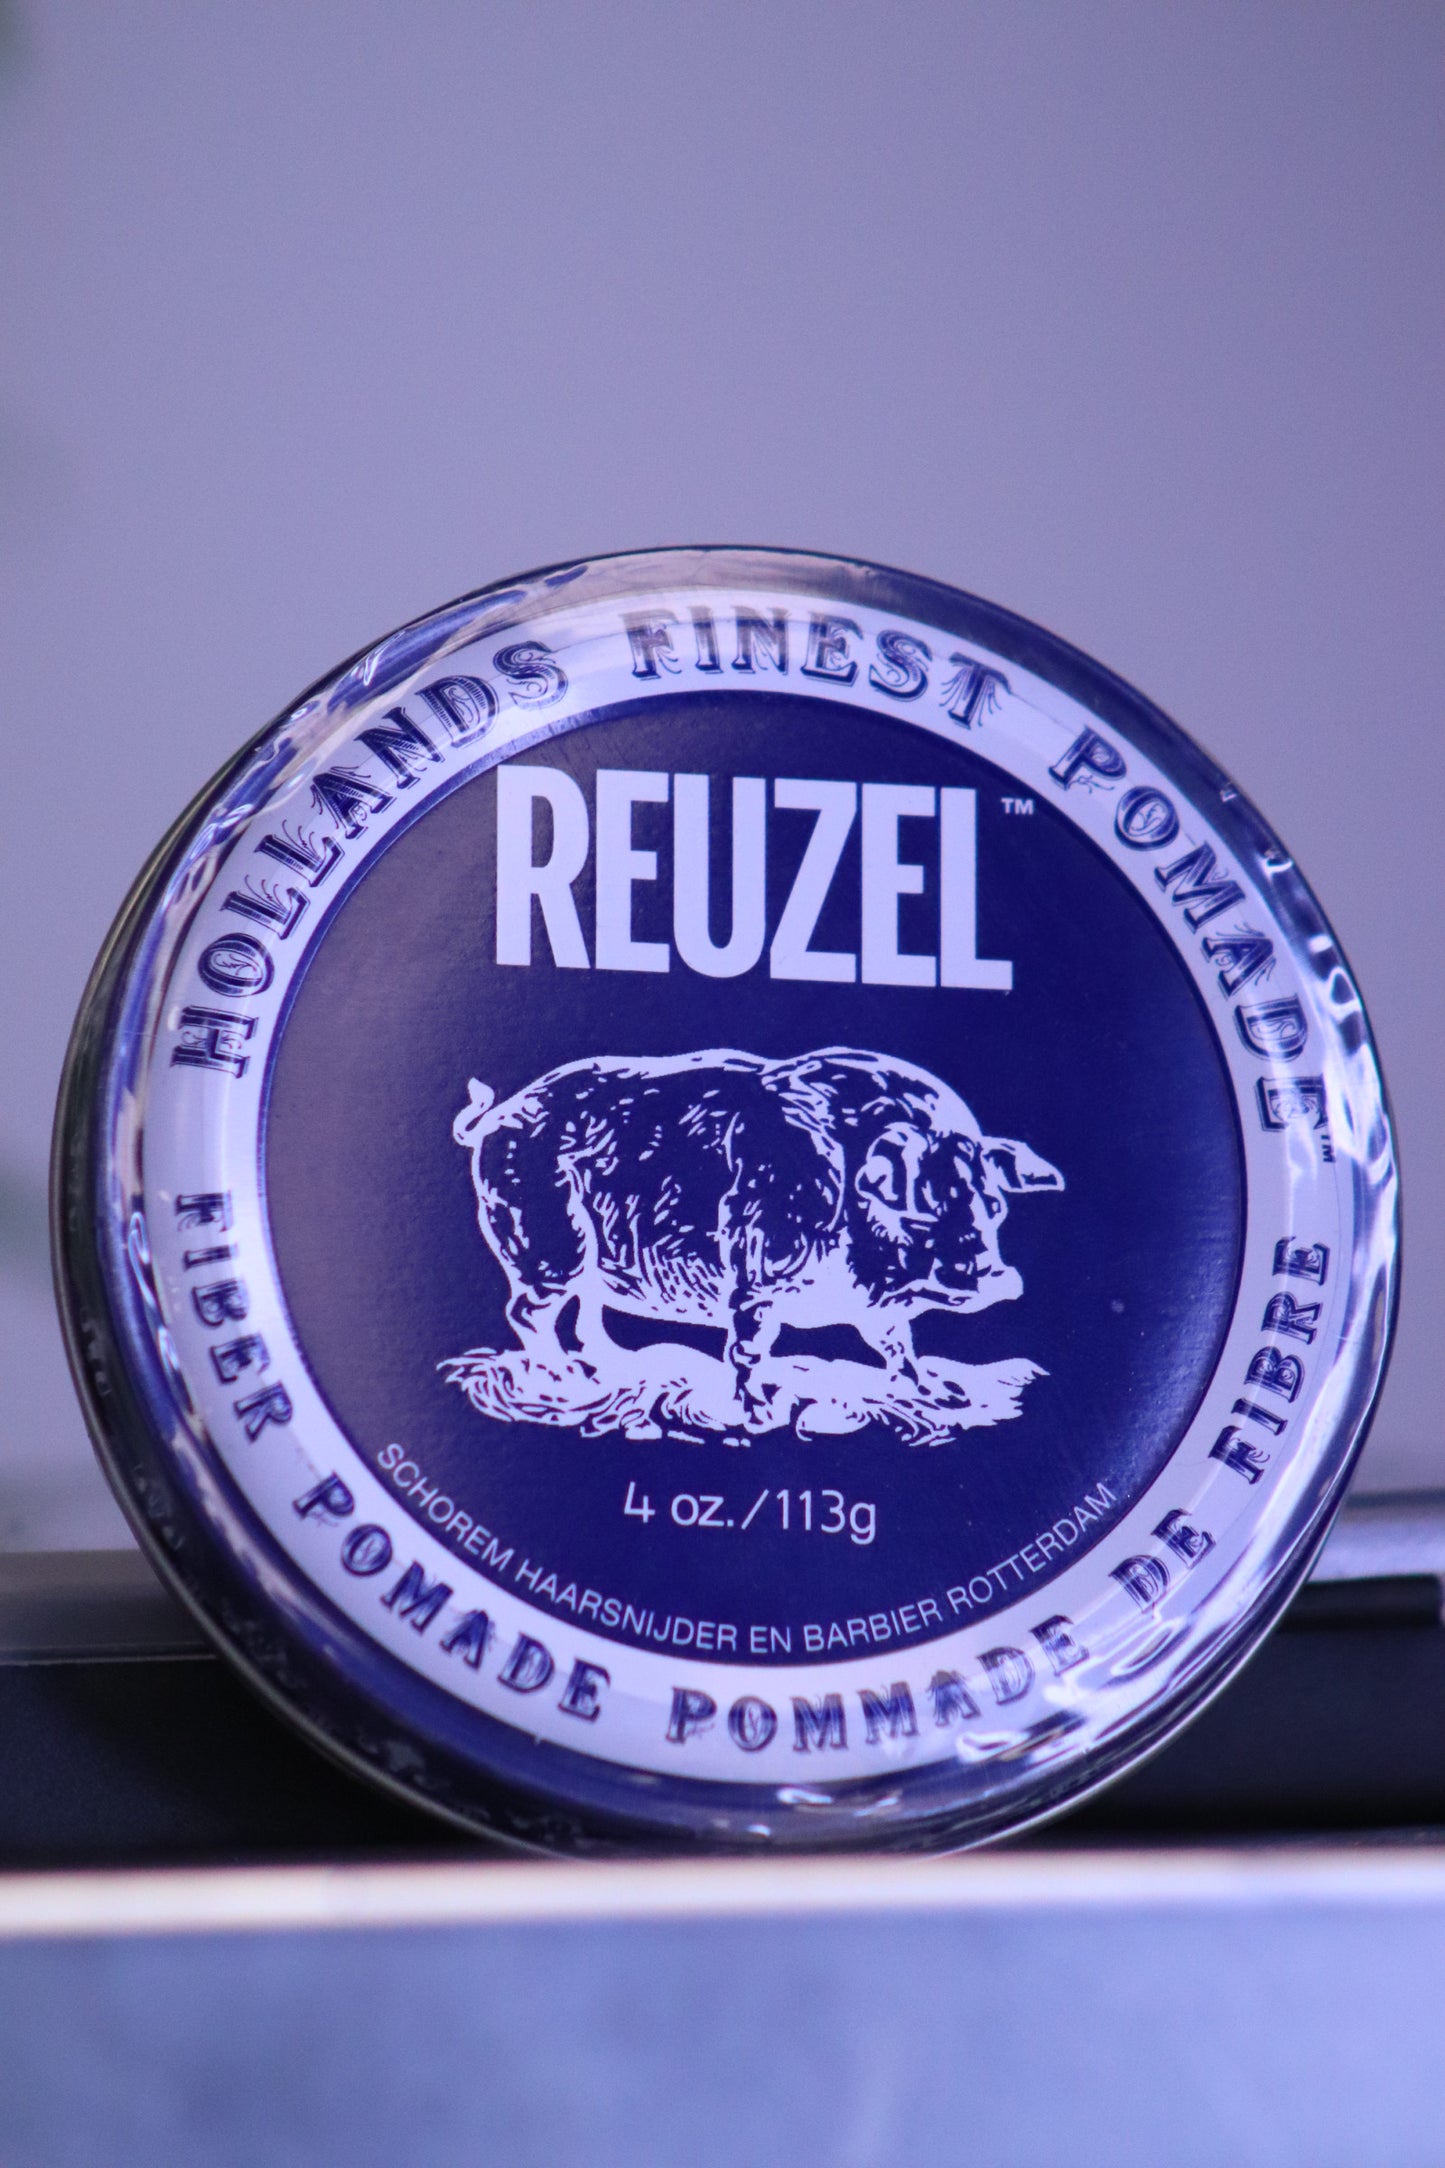 HOLLANDS FINEST POMADE™
REUZEL™
4 oz./113g
SCHOREM HAARSNIJDER EN BARBIER ROTTERDAM
FIBER POMADE POMMADE DE FIBRE